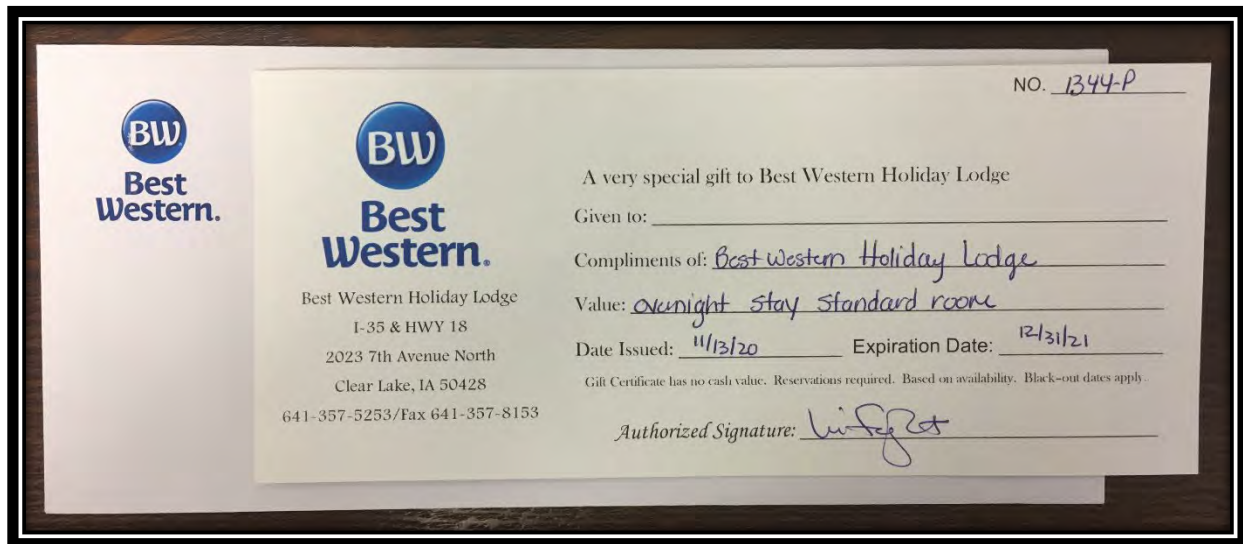 BW
Best
Western.
BW
Best
Western.
Best Western Holiday Lodge
I-35 & HWY 18
2023 7th Avenue North
Clear Lake, IA 50428
641-357-5253/Fax 641-357-8153
NO. 1344-P
A very special gift to Best Western Holiday Lodge
Given to:
Compliments of: Best Western Holiday Lodge
Value: overnight stay standard room
Date Issued: 11/13/20 Expiration Date: 12/31/21
Gift Certificate has no cash value. Reservations required. Based on availability. Black-out dates apply.
Authorized Signature: